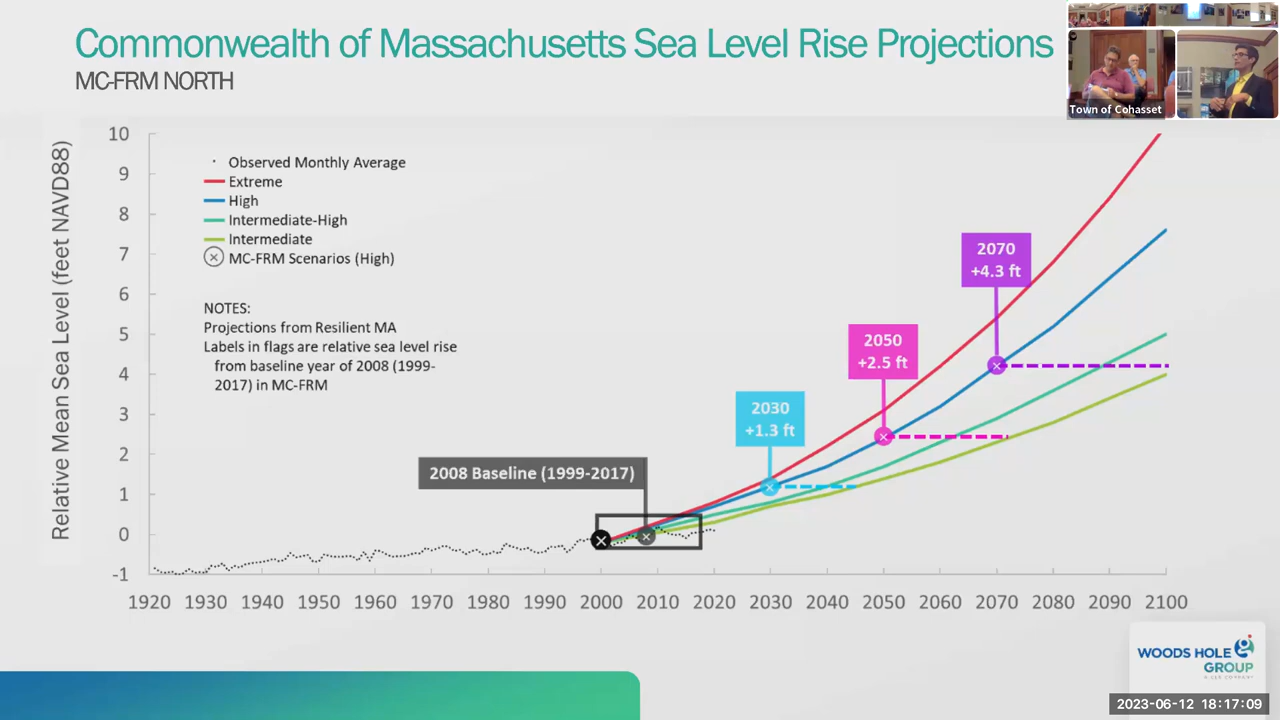 Commonwealth of Massachusetts Sea Level Rise Projections
MC-FRM NORTH
Town of Cohasset
Relative Mean Sea Level (feet NAVD88)
10
9
8
7
6
5
4
3
2
1
0
-1
Observed Monthly Average
Extreme
High
Intermediate-High
Intermediate
MC-FRM Scenarios (High)
NOTES:
Projections from Resilient MA
Labels in flags are relative sea level rise
from baseline year of 2008 (1999-
2017) in MC-FRM
2070
+4.3 ft
2050
+2.5 ft
2030
+1.3 ft
2008 Baseline (1999-2017)
1920 1930 1940 1950 1960 1970 1980 1990 2000 2010 2020 2030 2040 2050 2060 2070 2080 2090 2100
WOODS HOLE
GROUP
2023-06-12 18:17:09